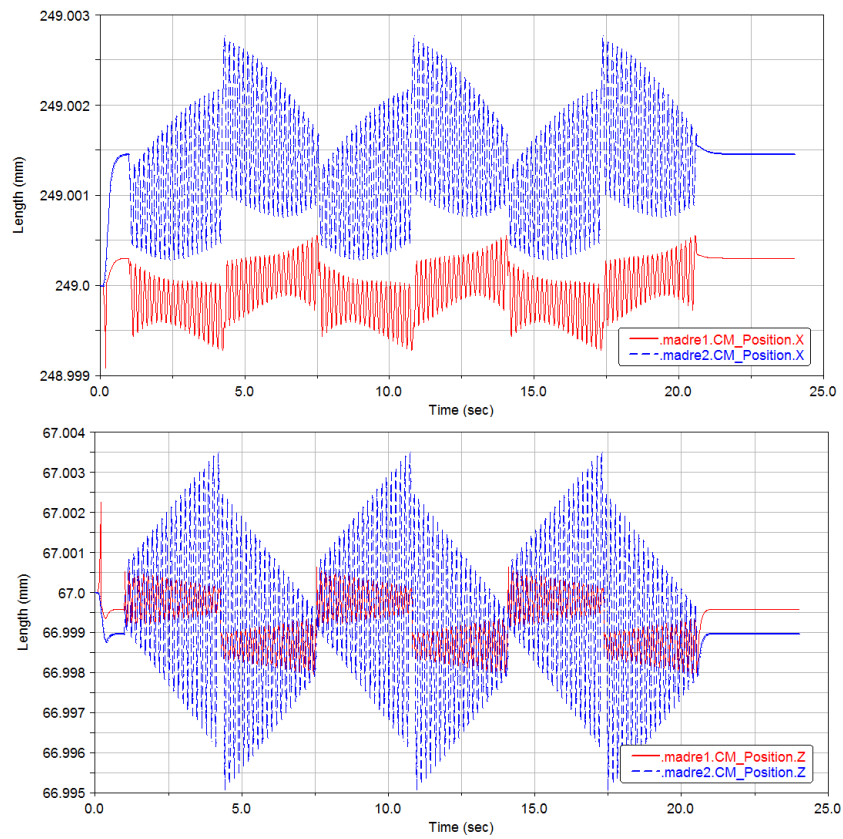 249.003
249.002
249.001
249.0
248.999
Length (mm)
0.0 5.0 10.0 15.0 20.0 25.0
Time (sec)
.madre1.CM_Position.X
.madre2.CM_Position.X
67.004
67.003
67.002
67.001
67.0
66.999
66.998
66.997
66.996
66.995
Length (mm)
0.0 5.0 10.0 15.0 20.0 25.0
Time (sec)
.madre1.CM_Position.Z
.madre2.CM_Position.Z